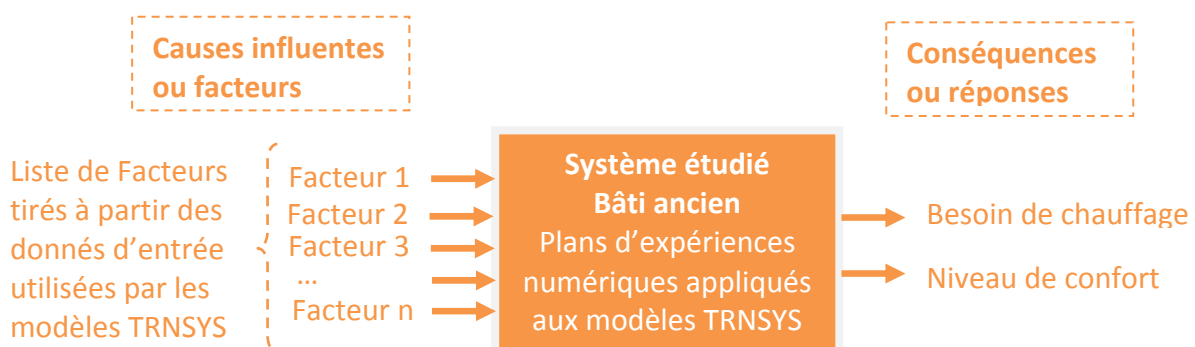 Causes influentes
ou facteurs
Conséquences
ou réponses
Liste de Facteurs
tirés à partir des
donnés d'entrée
utilisées par les
modèles TRNSYS
Facteur 1
Facteur 2
Facteur 3
...
Facteur n
Système étudié
Bâti ancien
Plans d'expériences
numériques appliqués
aux modèles TRNSYS
Besoin de chauffage
Niveau de confort